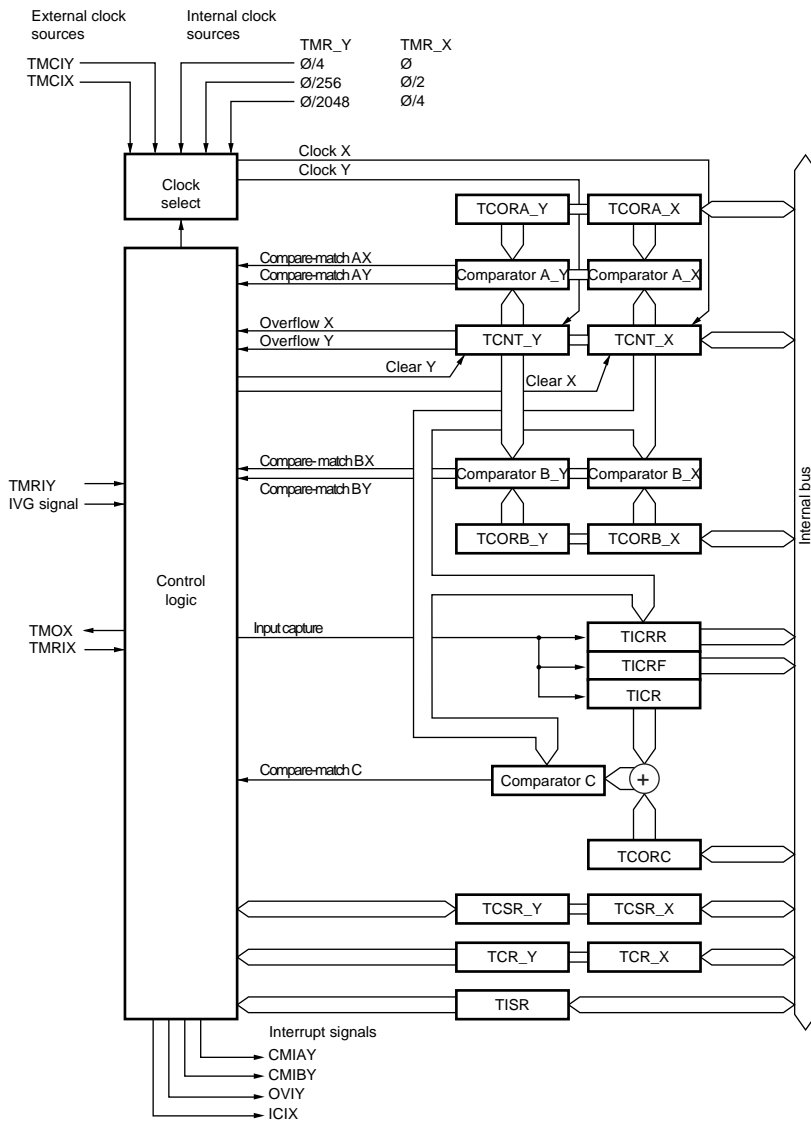 External clock
sources
Internal clock
sources
TMR_Y
TMR_X
TMCIY
Ø/4
Ø
TMCIX
Ø/256
Ø/2
Ø/2048
Ø/4
Clock X
Clock Y
Clock
select
TCORA_Y
TCORA_X
Compare-match AX
Compare-match AY
Comparator A_Y
Comparator A_X
Overflow X
Overflow Y
TCNT_Y
TCNT_X
Clear Y
Clear X
Compare- match BX
Compare-match BY
Comparator B_Y
Comparator B_X
TMRIY
IVG signal
TCORB_Y
TCORB_X
Internal bus
Control
logic
TMOX
TMRIX
Input capture
TICRR
TICRF
TICR
Compare-match C
Comparator C
+
TCORC
TCSR_Y
TCSR_X
TCR_Y
TCR_X
TISR
Interrupt signals
CMIAY
CMIBY
OVIY
ICIX